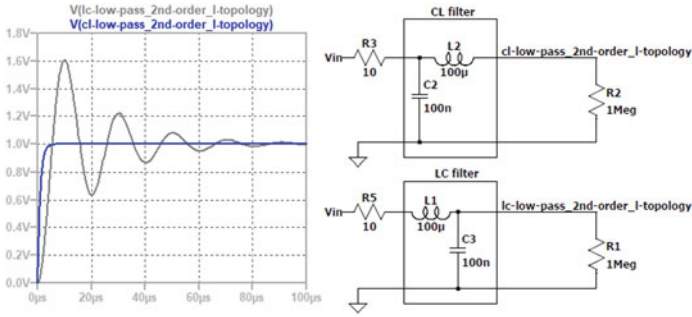 V(lc-low-pass_2nd-order_l-topology)
V(cl-low-pass_2nd-order_l-topology)
1.8V
1.6V
1.4V
1.2V
1.0V
0.8V
0.6V
0.4V
0.2V
0.0V
0µs 20µs 40µs 60µs 80µs 100µs
CL filter
Vin R3 L2 cl-low-pass_2nd-order_l-topology
10 100µ
C2 R2
100n 1Meg
LC filter
Vin R5 L1 lc-low-pass_2nd-order_l-topology
10 100µ
C3 R1
100n 1Meg